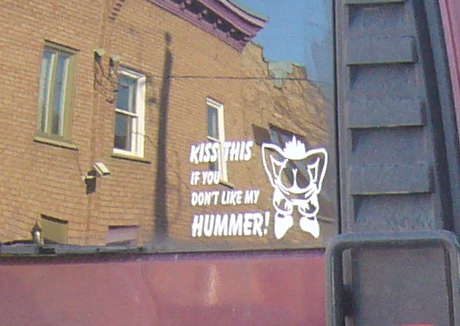 KISS THIS
IF YOU
DON'T LIKE MY
HUMMER!